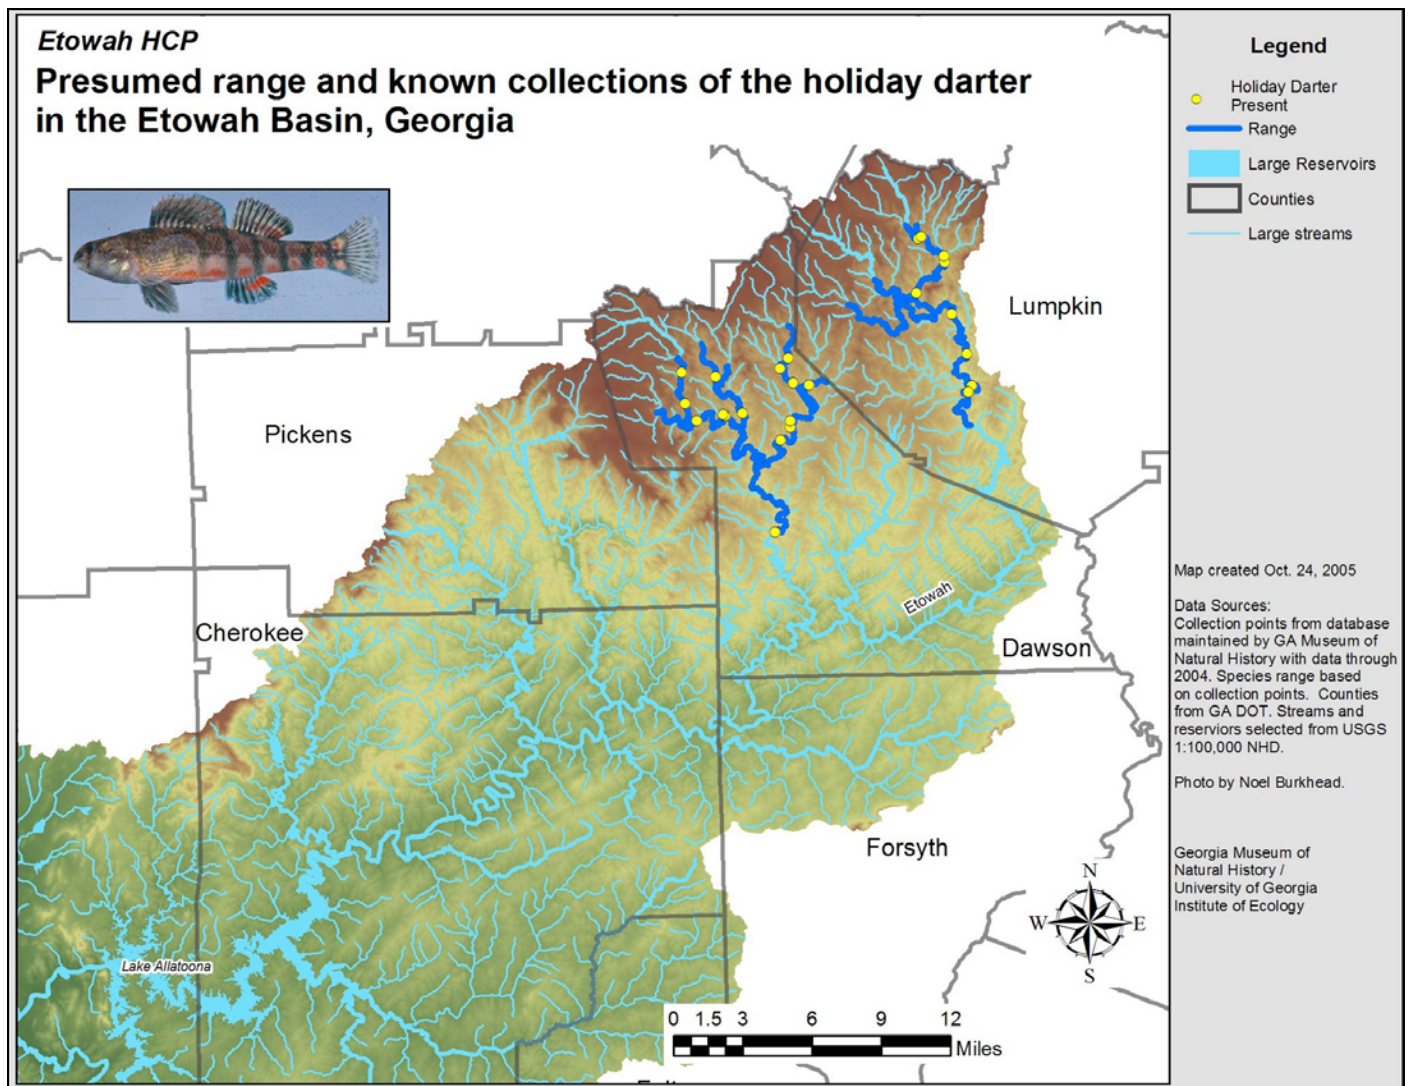 Etowah HCP
Presumed range and known collections of the holiday darter
in the Etowah Basin, Georgia
Legend
Holiday Darter
Present
Range
Large Reservoirs
Counties
Large streams
Lumpkin
Pickens
Etowah
Cherokee
Dawson
Forsyth
Lake Allatoona
Map created Oct. 24, 2005
Data Sources:
Collection points from database
maintained by GA Museum of
Natural History with data through
2004. Species range based
on collection points. Counties
from GA DOT. Streams and
reserviors selected from USGS
1:100,000 NHD.
Photo by Noel Burkhead.
Georgia Museum of
Natural History /
University of Georgia
Institute of Ecology
N
W E
S
0 1.5 3 6 9 12
Miles